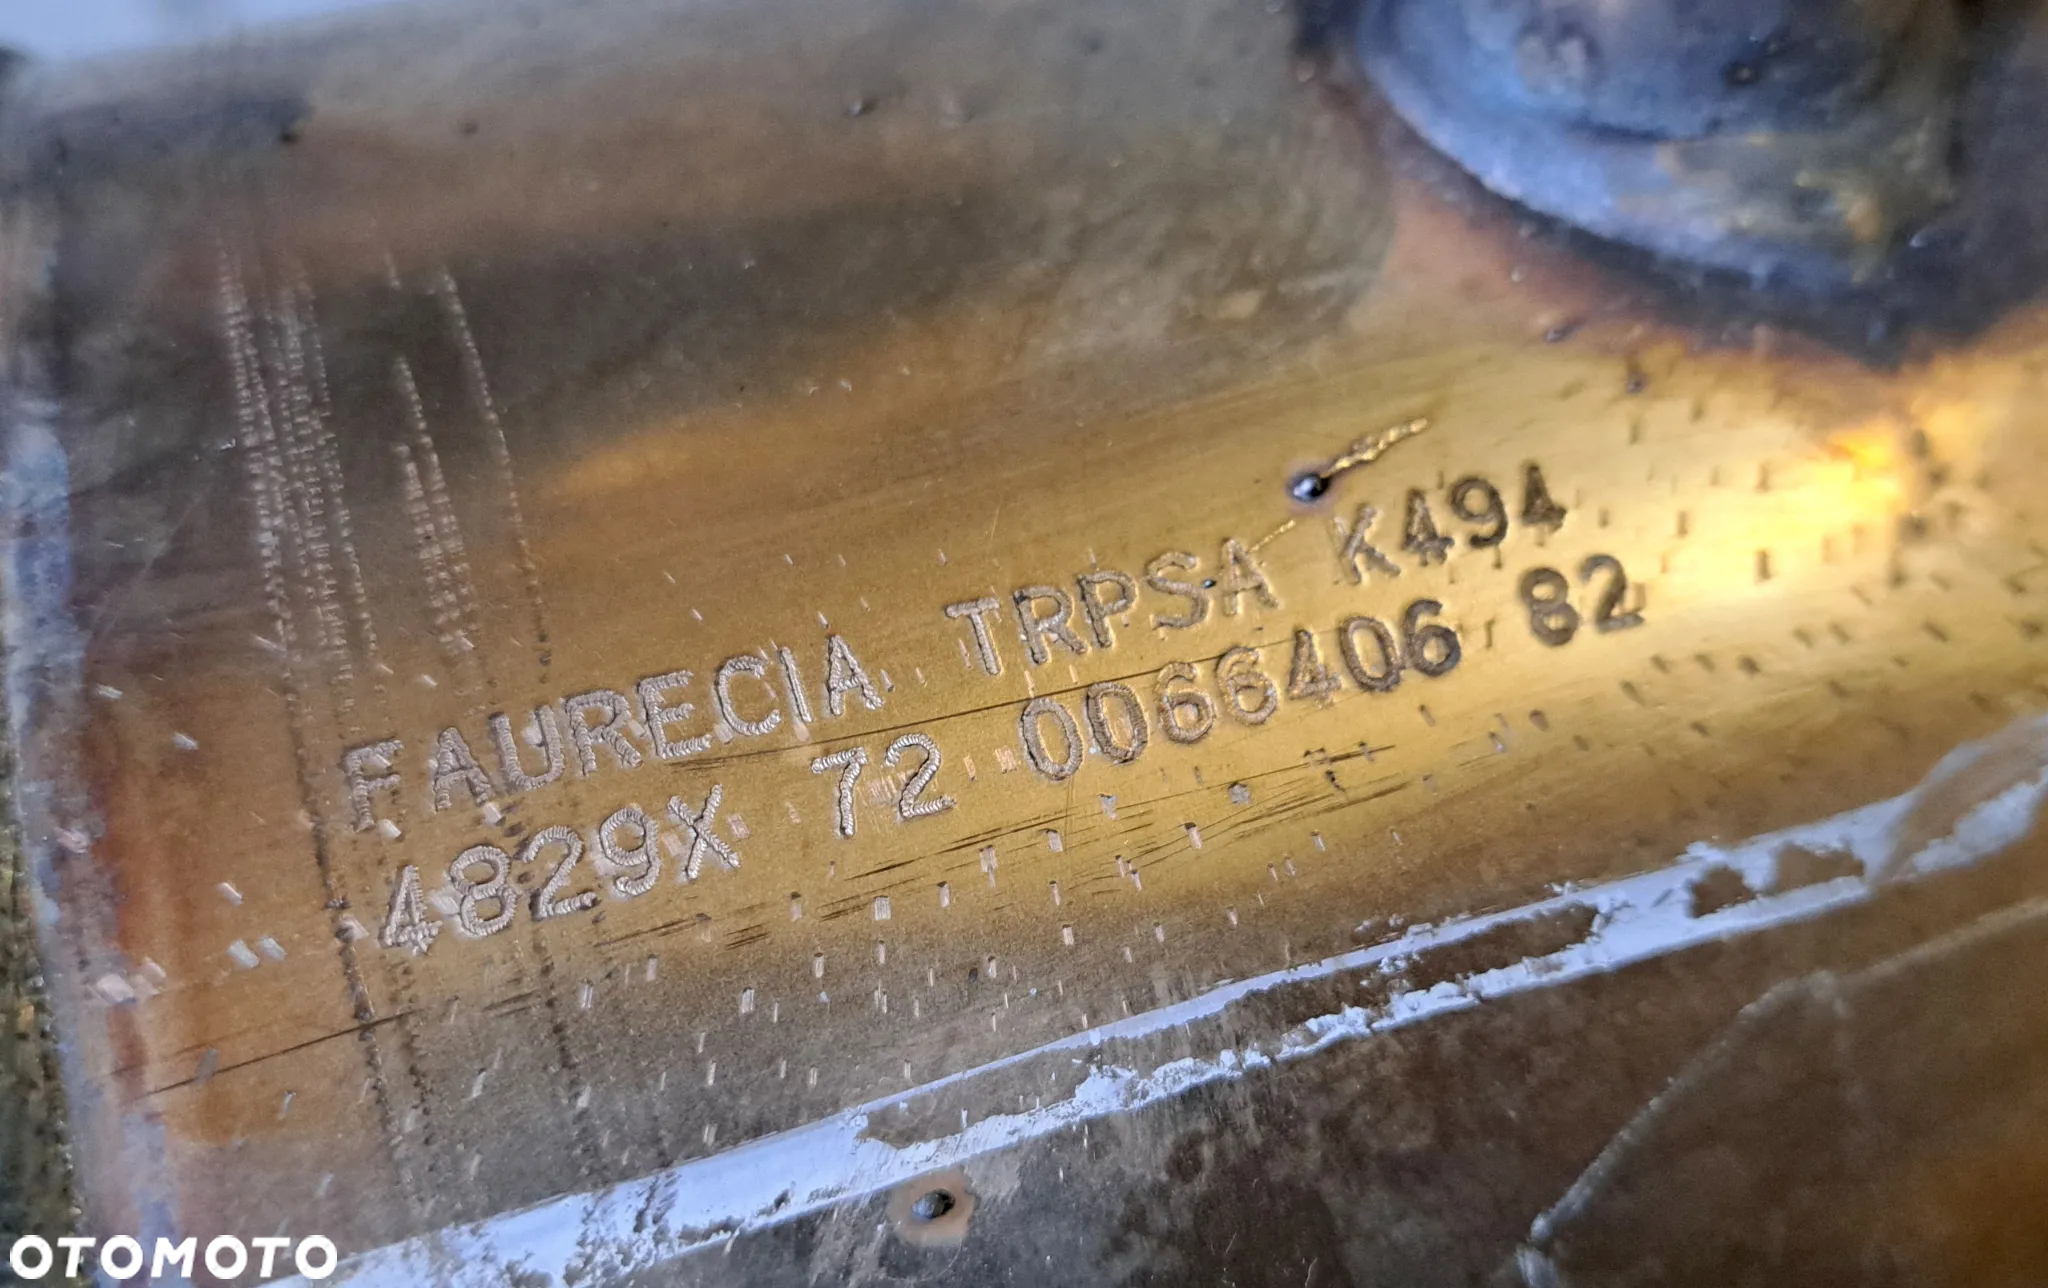 FAURECIA TRPSA K494
4829X 72 0066406 82
OTOMOTO